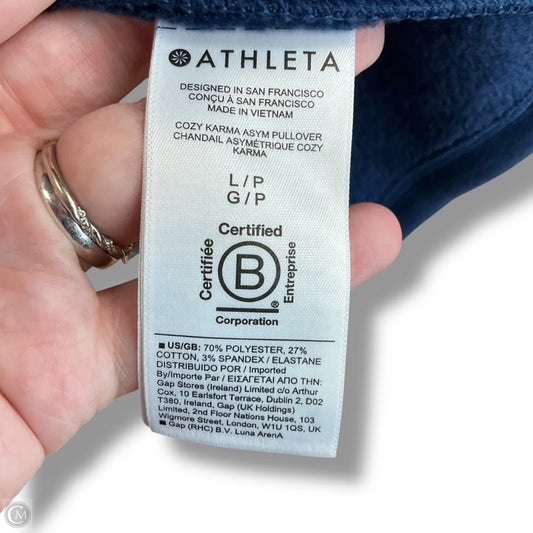 ATHLETA
DESIGNED IN SAN FRANCISCO
CONÇU À SAN FRANCISCO
MADE IN VIETNAM
COZY KARMA ASYM PULLOVER
CHANDAIL ASYMÉTRIQUE COZY
KARMA
L / P
G / P
Certified
Certifiée
B
Entreprise
®
Corporation
■ US/GB: 70% POLYESTER, 27%
COTTON, 3% SPANDEX / ELASTANE
DISTRIBUIDO POR / Imported
By/Importe Par / ΕΙΣΑΓΕΤΑΙ ΑΠΟ ΤΗΝ:
Gap Stores (Ireland) Limited c/o Arthur
Cox, 10 Earlsfort Terrace, Dublin 2, D02
T380, Ireland, Gap (UK Holdings)
Limited, 2nd Floor Nations House, 103
Wigmore Street, London, W1U 1QS, UK
■ Gap (RHC) B.V. Luna ArenA
CM